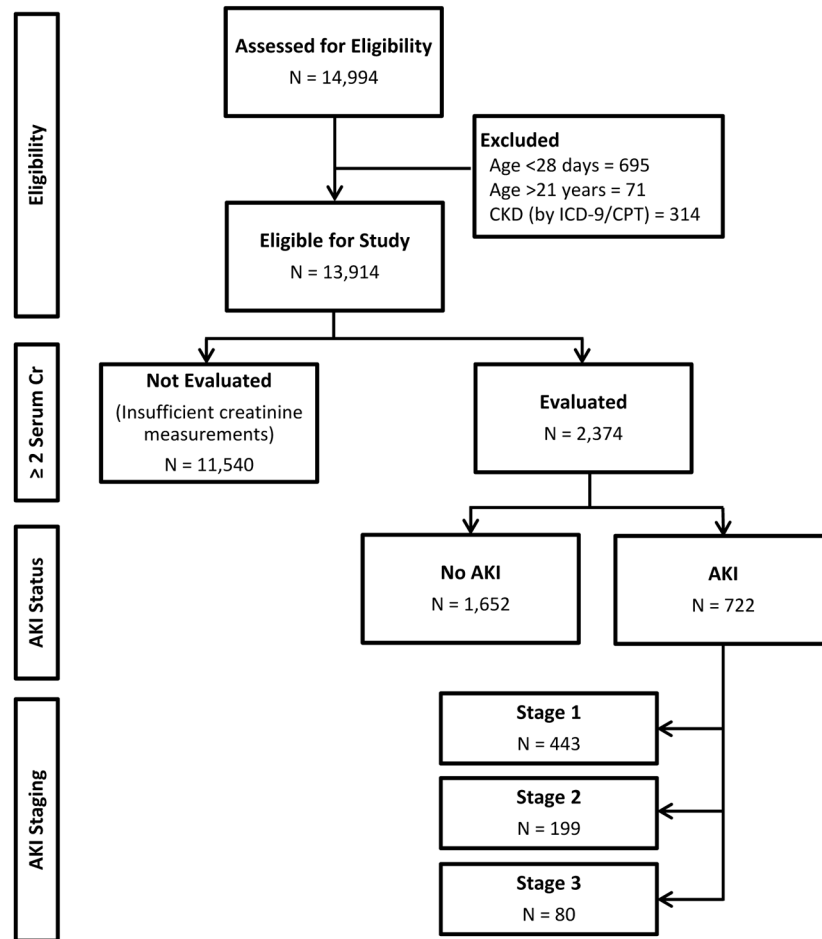 Eligibility
Assessed for Eligibility
N = 14,994
Excluded
Age <28 days = 695
Age >21 years = 71
CKD (by ICD-9/CPT) = 314
Eligible for Study
N = 13,914
≥ 2 Serum Cr
Not Evaluated
(Insufficient creatinine
measurements)
N = 11,540
Evaluated
N = 2,374
AKI Status
No AKI
N = 1,652
AKI
N = 722
AKI Staging
Stage 1
N = 443
Stage 2
N = 199
Stage 3
N = 80